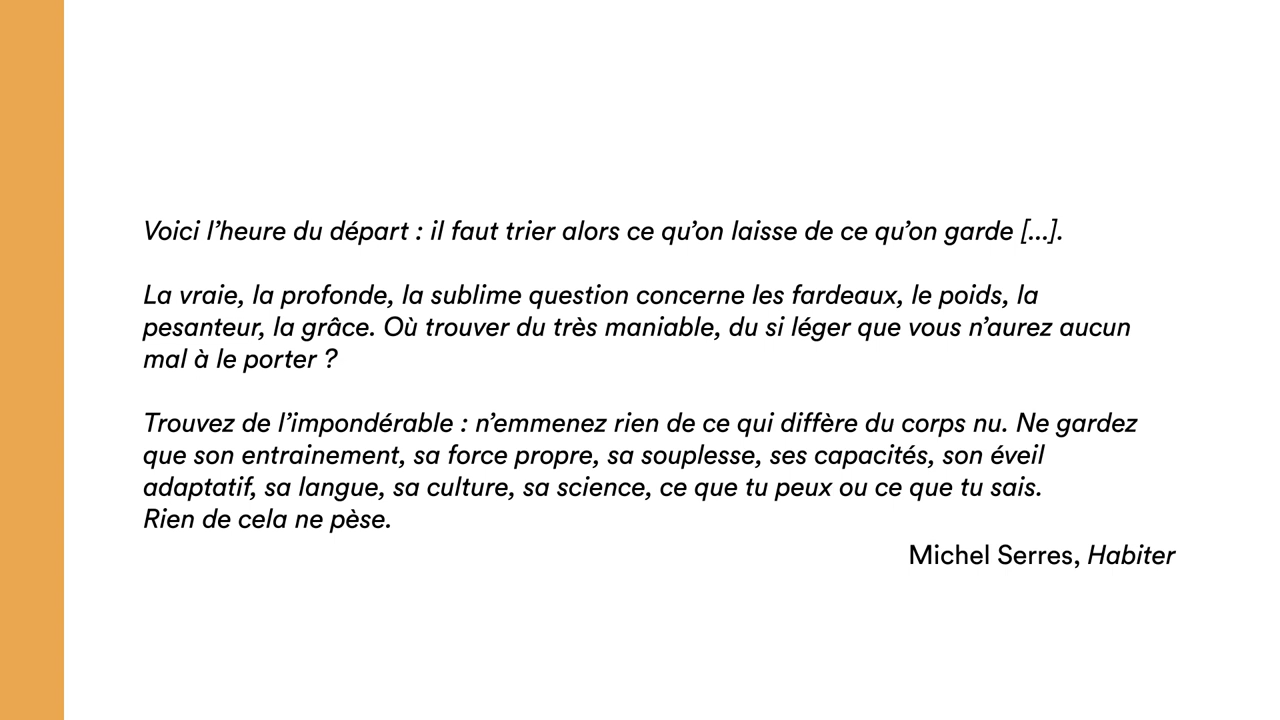 Voici l’heure du départ : il faut trier alors ce qu’on laisse de ce qu’on garde [...].
La vraie, la profonde, la sublime question concerne les fardeaux, le poids, la
pesanteur, la grâce. Où trouver du très maniable, du si léger que vous n’aurez aucun
mal à le porter ?
Trouvez de l’impondérable : n’emmenez rien de ce qui diffère du corps nu. Ne gardez
que son entrainement, sa force propre, sa souplesse, ses capacités, son éveil
adaptatif, sa langue, sa culture, sa science, ce que tu peux ou ce que tu sais.
Rien de cela ne pèse.
Michel Serres, Habiter